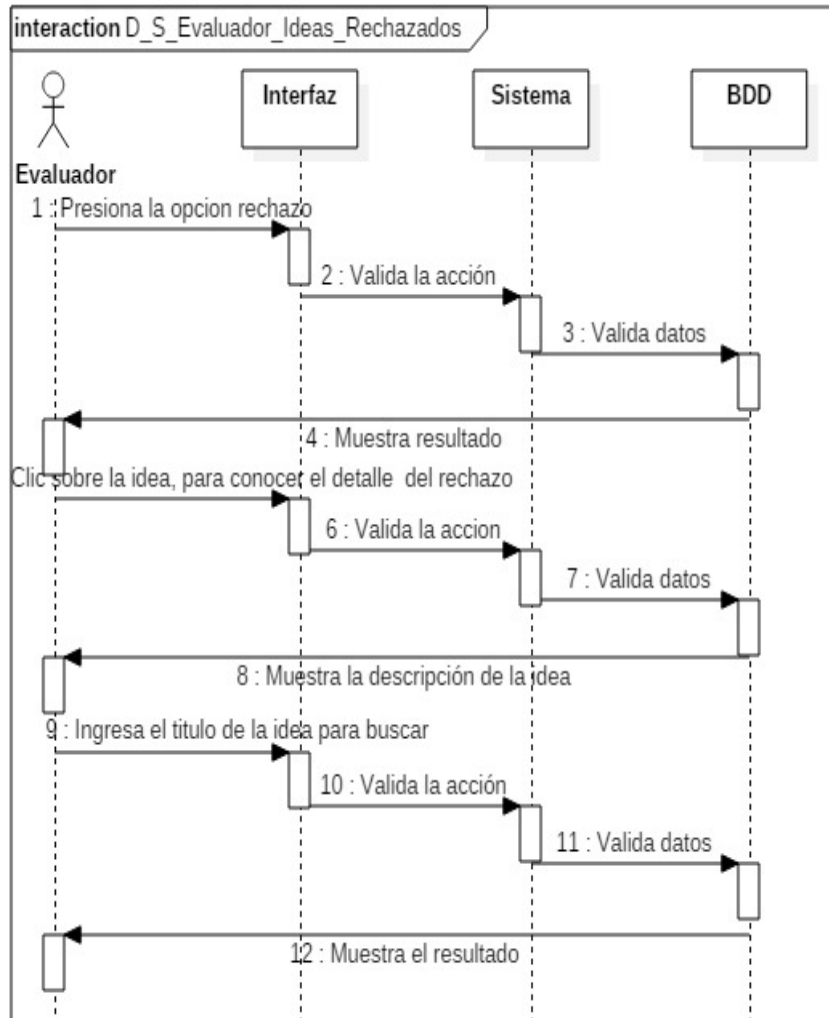 interaction D_S_Evaluador_Ideas_Rechazados
Interfaz
Sistema
BDD
Evaluador
1 : Presiona la opcion rechazo
2 : Valida la acción
3 : Valida datos
4 : Muestra resultado
Clic sobre la idea, para conocer el detalle del rechazo
6 : Valida la accion
7 : Valida datos
8 : Muestra la descripción de la idea
9 : Ingresa el titulo de la idea para buscar
10 : Valida la acción
11 : Valida datos
12 : Muestra el resultado